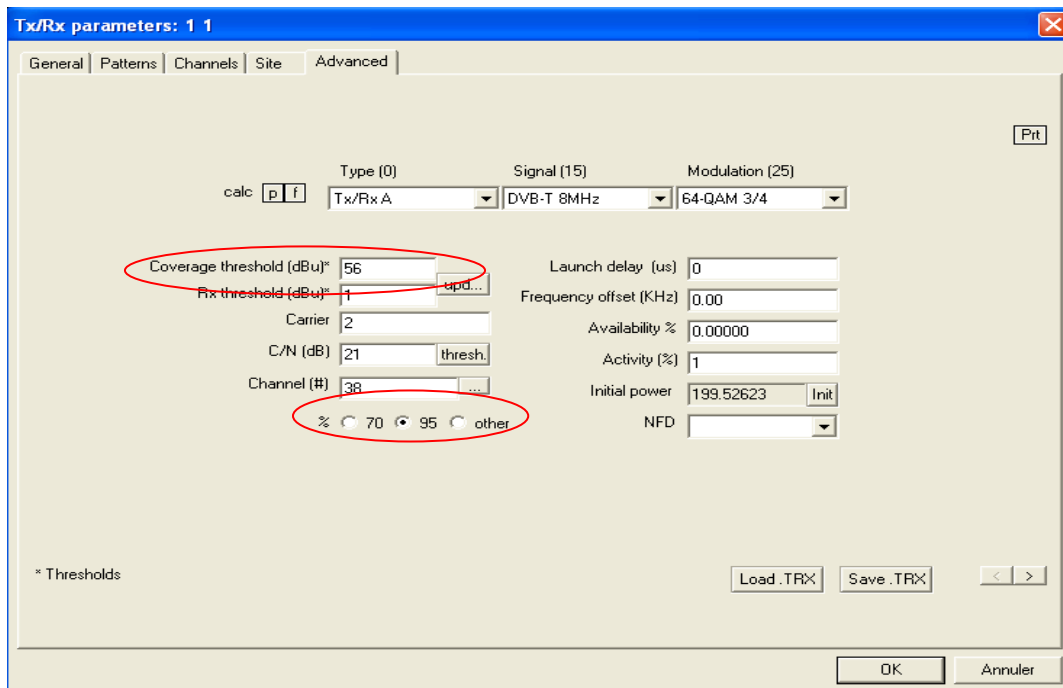 Tx/Rx parameters: 1 1
General Patterns Channels Site Advanced
Prt
Type (0) Signal (15) Modulation (25)
calc p f Tx/Rx A DVB-T 8MHz 64-QAM 3/4
Coverage threshold (dBu)* 56 Launch delay (us) 0
upd...
Rx threshold (dBu)* 1 Frequency offset (KHz) 0.00
Carrier 2 Availability % 0.00000
C/N (dB) 21 thresh. Activity (%) 1
Channel (#) 38 ... Initial power 199.52623 Init
% 70 95 other NFD
* Thresholds Load .TRX Save .TRX < >
OK Annuler